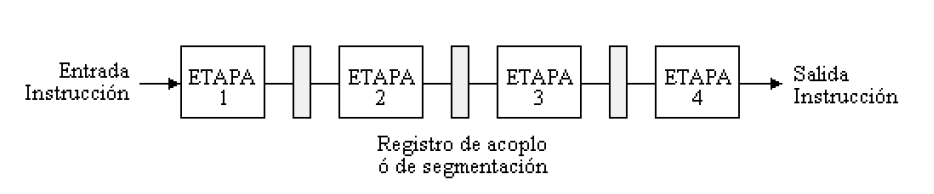 Entrada
Instrucción
ETAPA
1
ETAPA
2
ETAPA
3
ETAPA
4
Salida
Instrucción
Registro de acoplo
ó de segmentación